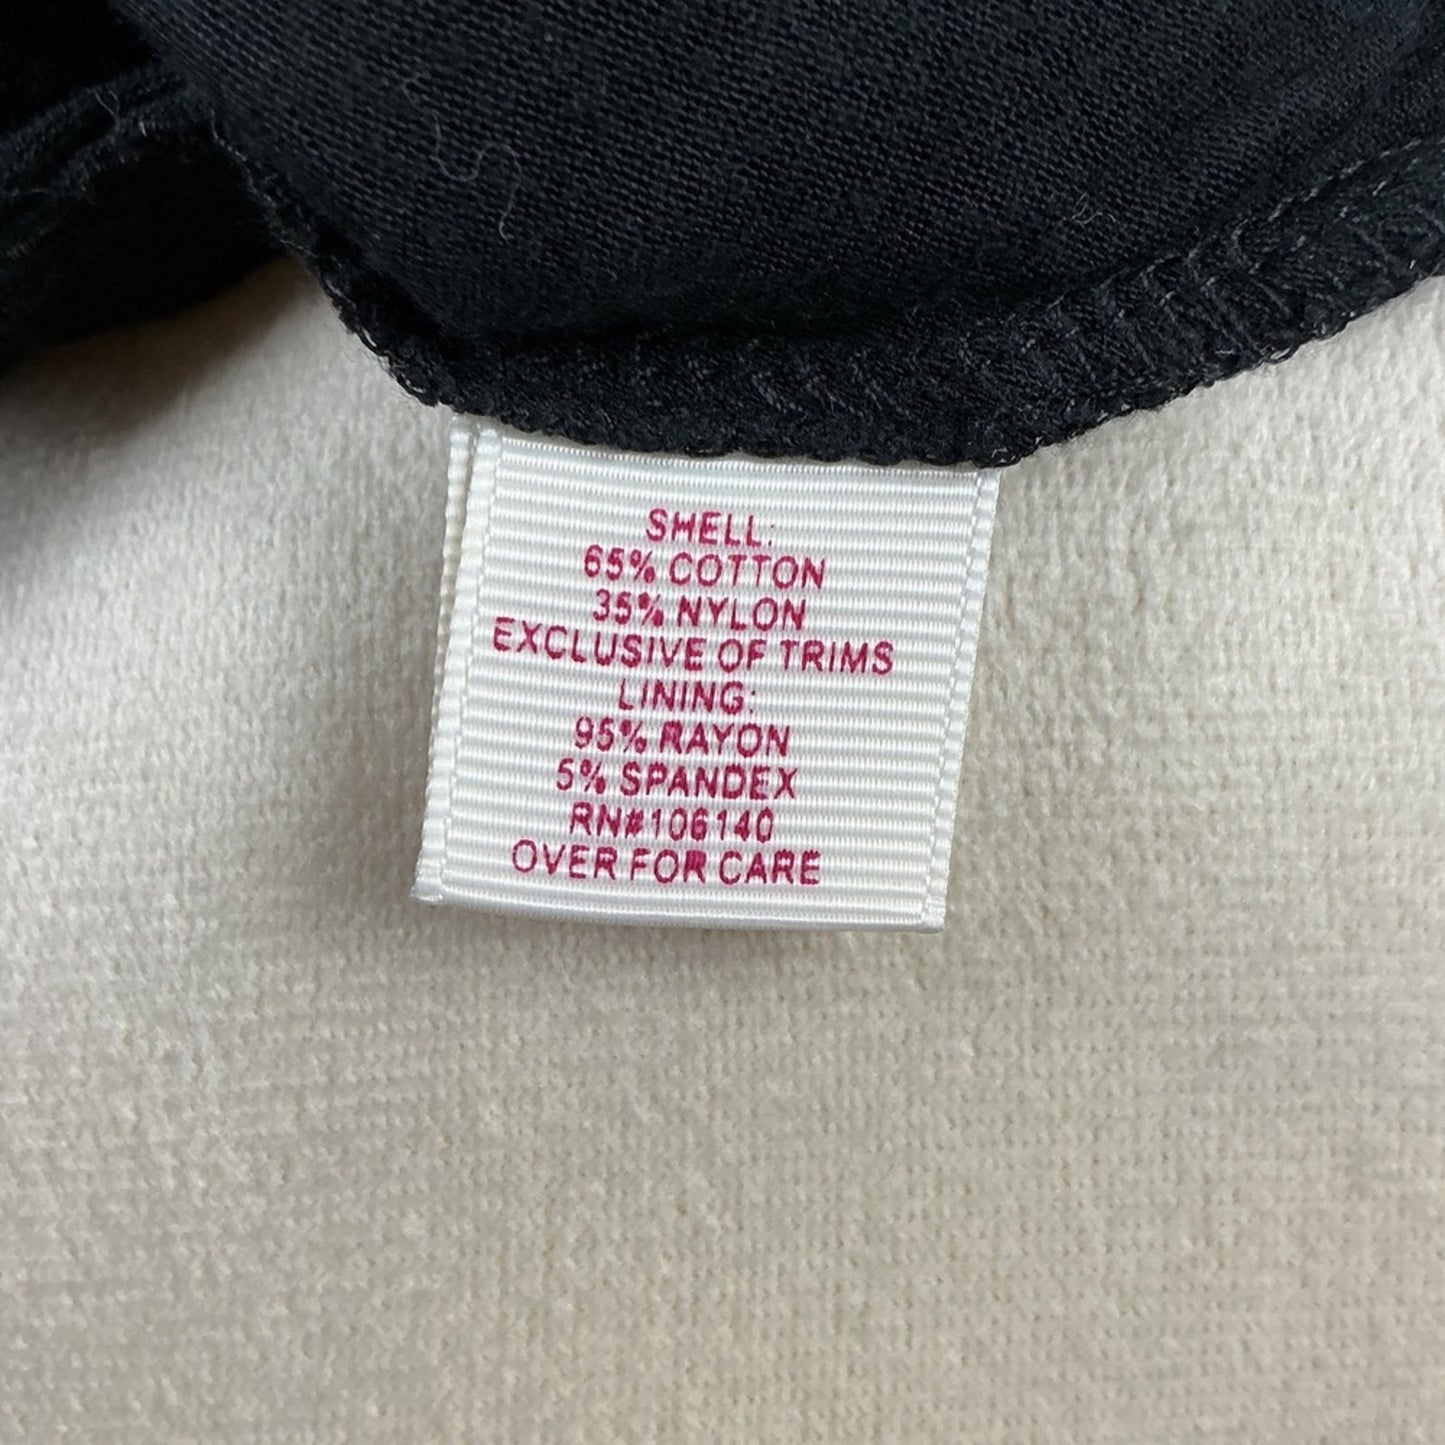 SHELL:
65% COTTON
35% NYLON
EXCLUSIVE OF TRIMS
LINING:
95% RAYON
5% SPANDEX
RN#106140
OVER FOR CARE